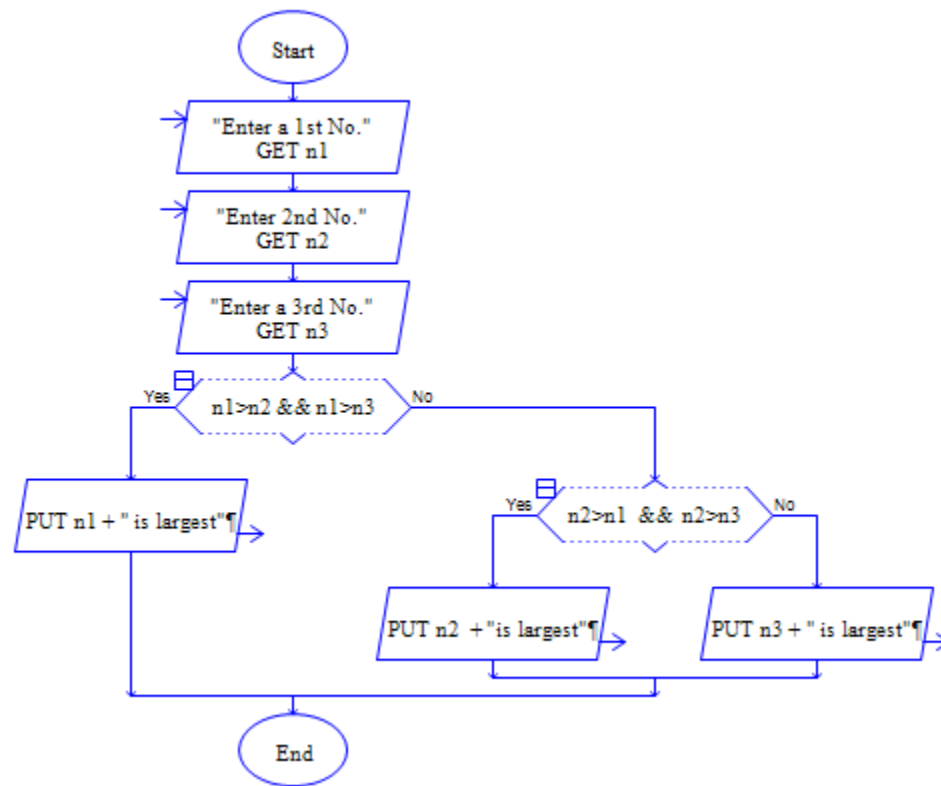 Start
"Enter a 1st No."
GET n1
"Enter 2nd No."
GET n2
"Enter a 3rd No."
GET n3
Yes
n1>n2 && n1>n3
No
PUT n1 + " is largest"¶
Yes
n2>n1 && n2>n3
No
PUT n2 +"is largest"¶
PUT n3 + " is largest"¶
End